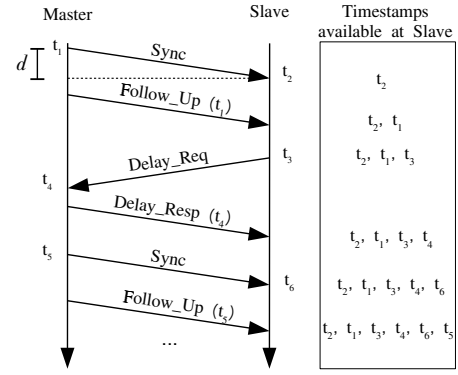 Master Slave Timestamps
available at Slave
t₁ Sync
d t₂ t₂
Follow_Up (t₁) t₂, t₁
Delay_Req t₃ t₂, t₁, t₃
t₄
Delay_Resp (t₄) t₂, t₁, t₃, t₄
t₅ Sync
t₆ t₂, t₁, t₃, t₄, t₆
Follow_Up (t₅) t₂, t₁, t₃, t₄, t₆, t₅
...